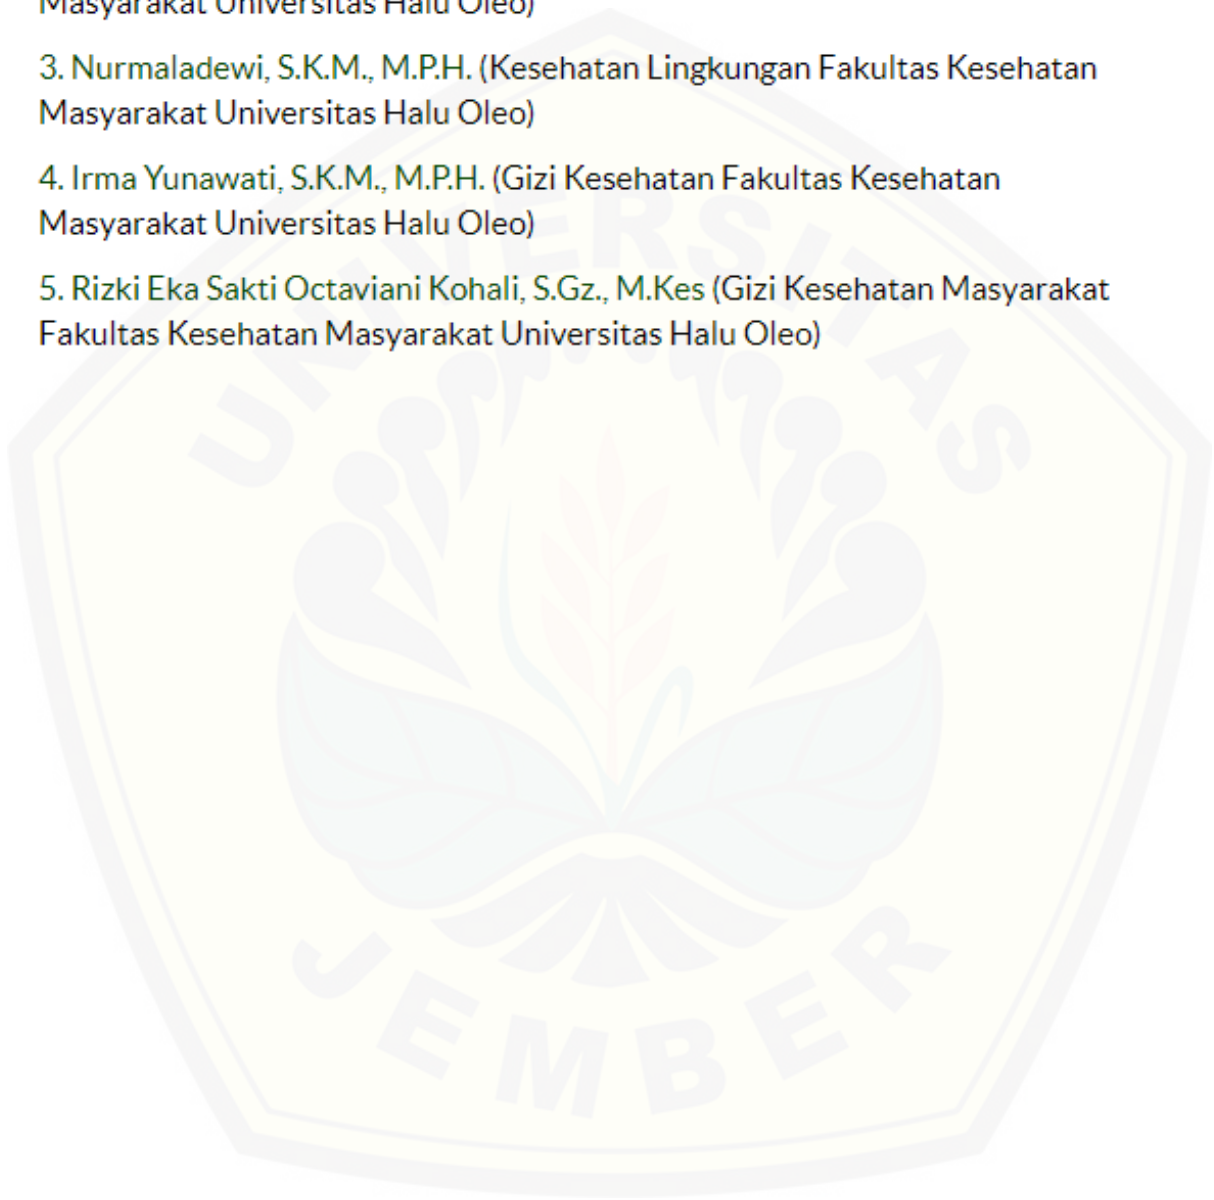 Masyarakat Universitas Halu Oleo)
3. Nurmaladewi, S.K.M., M.P.H. (Kesehatan Lingkungan Fakultas Kesehatan
Masyarakat Universitas Halu Oleo)
4. Irma Yunawati, S.K.M., M.P.H. (Gizi Kesehatan Fakultas Kesehatan
Masyarakat Universitas Halu Oleo)
5. Rizki Eka Sakti Octaviani Kohali, S.Gz., M.Kes (Gizi Kesehatan Masyarakat
Fakultas Kesehatan Masyarakat Universitas Halu Oleo)
UNIVERSITAS
JEMBER